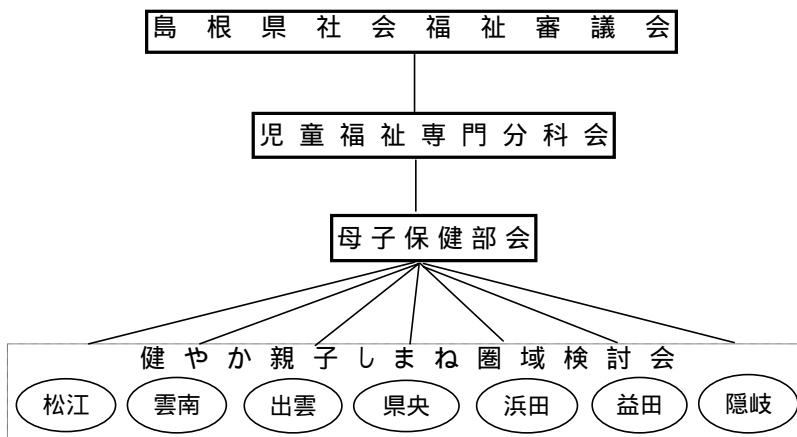 島根県社会福祉審議会
児童福祉専門分科会
母子保健部会
健やか親子しまね圏域検討会
松江 雲南 出雲 県央 浜田 益田 隠岐